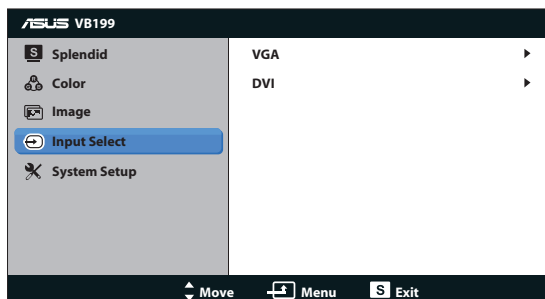 ASUS VB199
S Splendid
Color
Image
Input Select
System Setup
VGA
DVI
Move Menu S Exit